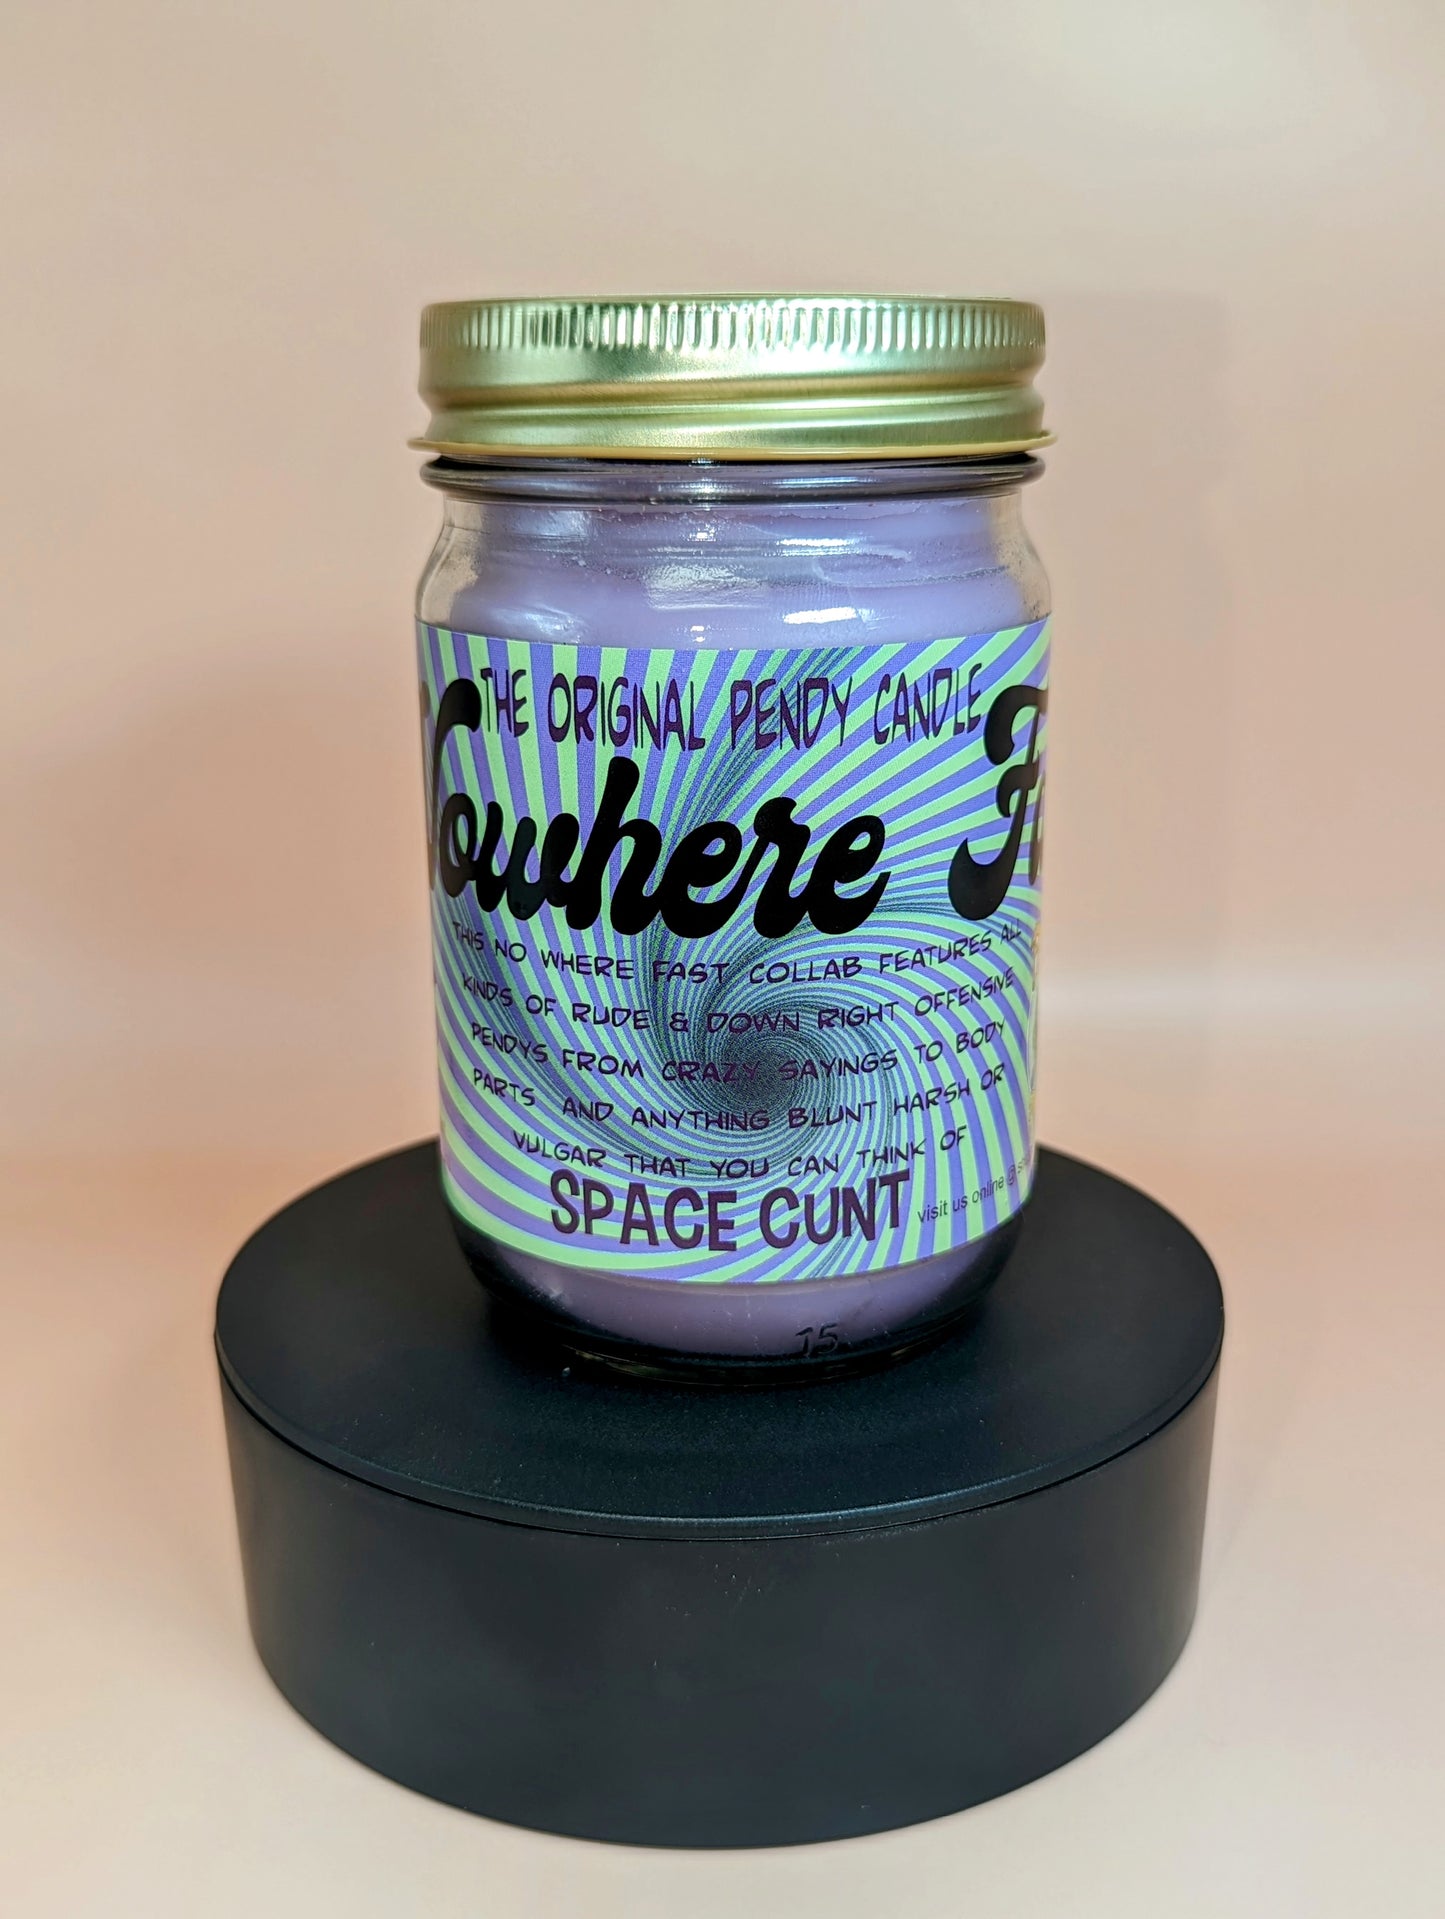 THE ORIGINAL PENDY CANDLE
Nowhere
THIS NO WHERE FAST COLLAB FEATURES ALL
KINDS OF RUDE & DOWN RIGHT OFFENSIVE
PENDYS FROM CRAZY SAYINGS TO BODY
PARTS AND ANYTHING BLUNT HARSH OR
VULGAR THAT YOU CAN THINK OF
SPACE CUNT
visit us online @
15